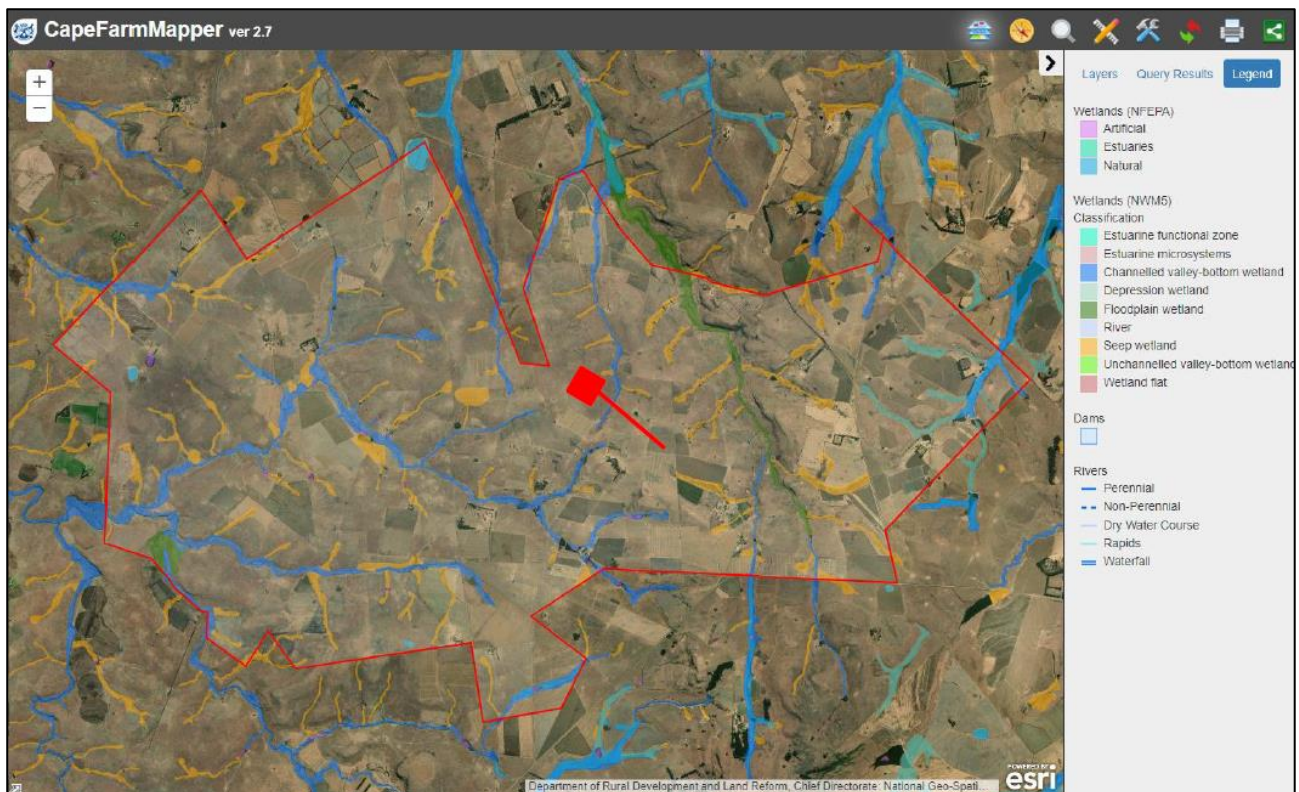 CapeFarmMapper ver 2.7
+
−
Layers Query Results Legend
Wetlands (NFEPA)
Artificial
Estuaries
Natural
Wetlands (NWM5)
Classification
Estuarine functional zone
Estuarine microsystems
Channelled valley-bottom wetland
Depression wetland
Floodplain wetland
River
Seep wetland
Unchannelled valley-bottom wetland
Wetland flat
Dams
Rivers
Perennial
Non-Perennial
Dry Water Course
Rapids
Waterfall
Department of Rural Development and Land Reform, Chief Directorate: National Geo-Spati...
POWERED BY
esri